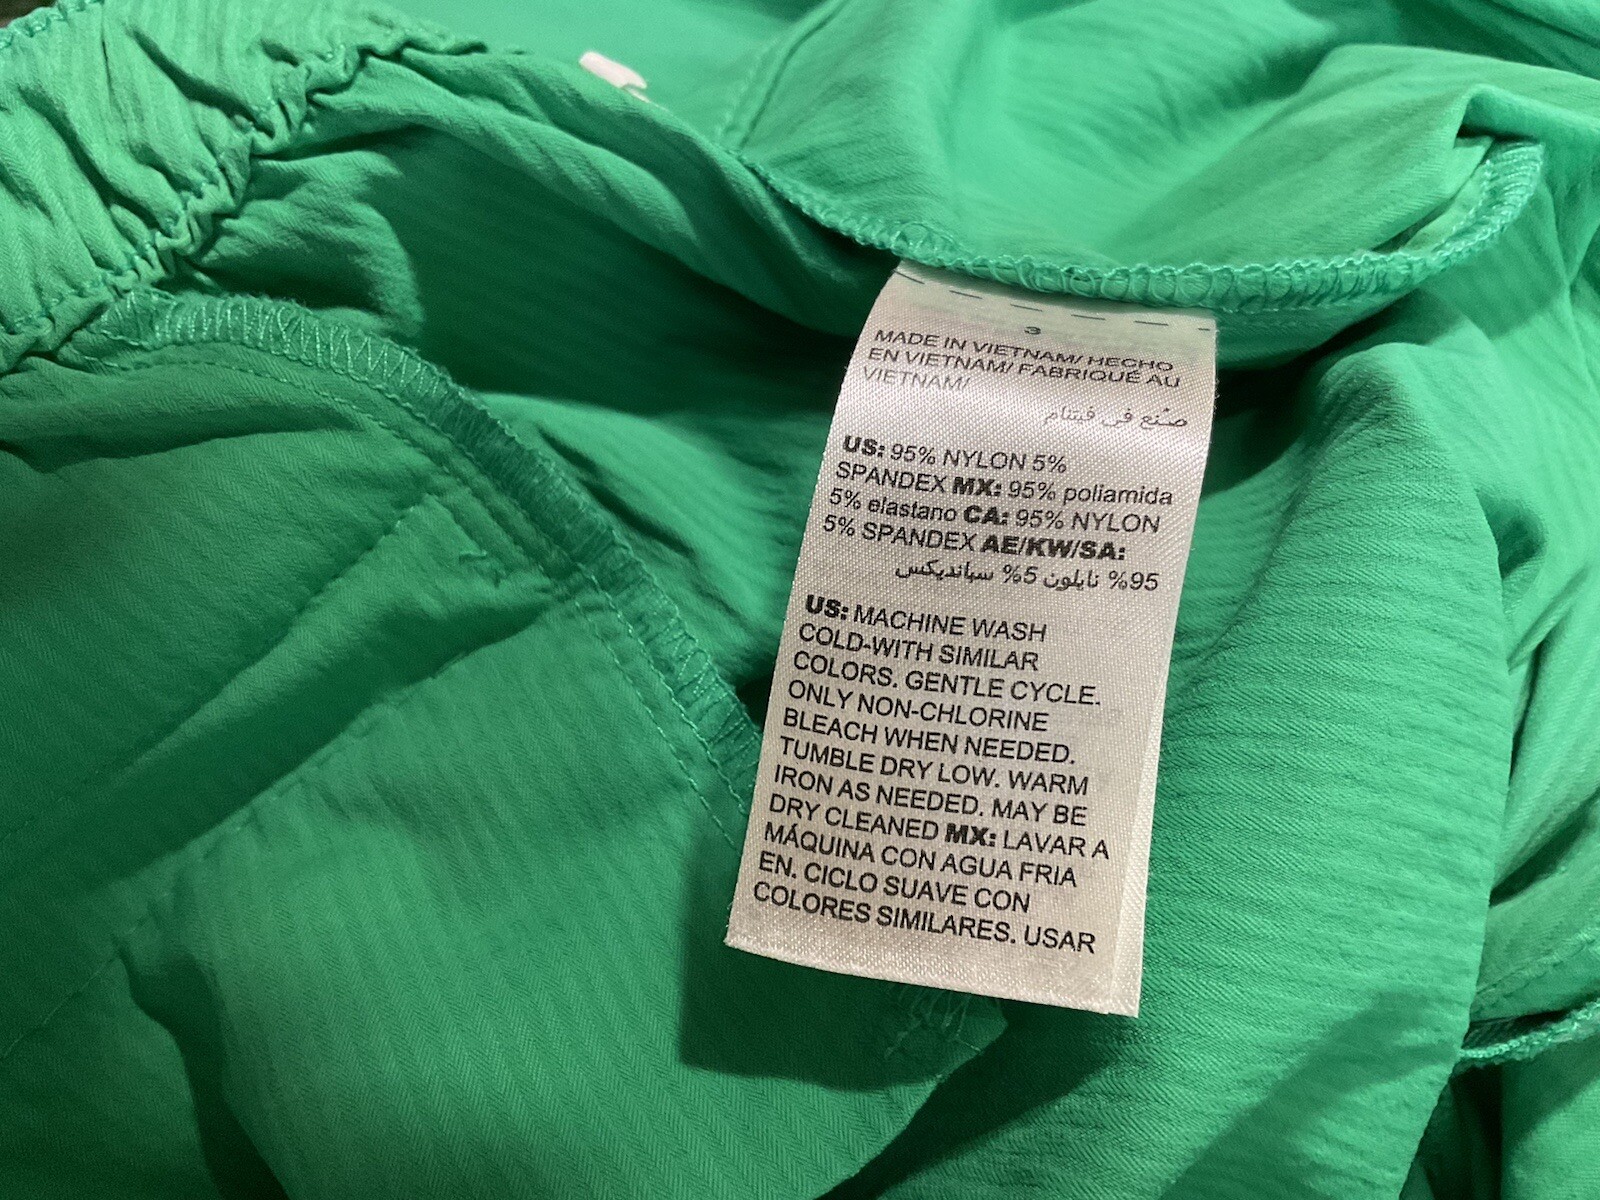 3
MADE IN VIETNAM/ HECHO
EN VIETNAM/ FABRIQUÉ AU
VIETNAM/
صُنع في فيتنام
US: 95% NYLON 5%
SPANDEX MX: 95% poliamida
5% elastano CA: 95% NYLON
5% SPANDEX AE/KW/SA:
95% نايلون 5% سبانديكس
US: MACHINE WASH
COLD-WITH SIMILAR
COLORS. GENTLE CYCLE.
ONLY NON-CHLORINE
BLEACH WHEN NEEDED.
TUMBLE DRY LOW. WARM
IRON AS NEEDED. MAY BE
DRY CLEANED MX: LAVAR A
MÁQUINA CON AGUA FRIA
EN. CICLO SUAVE CON
COLORES SIMILARES. USAR